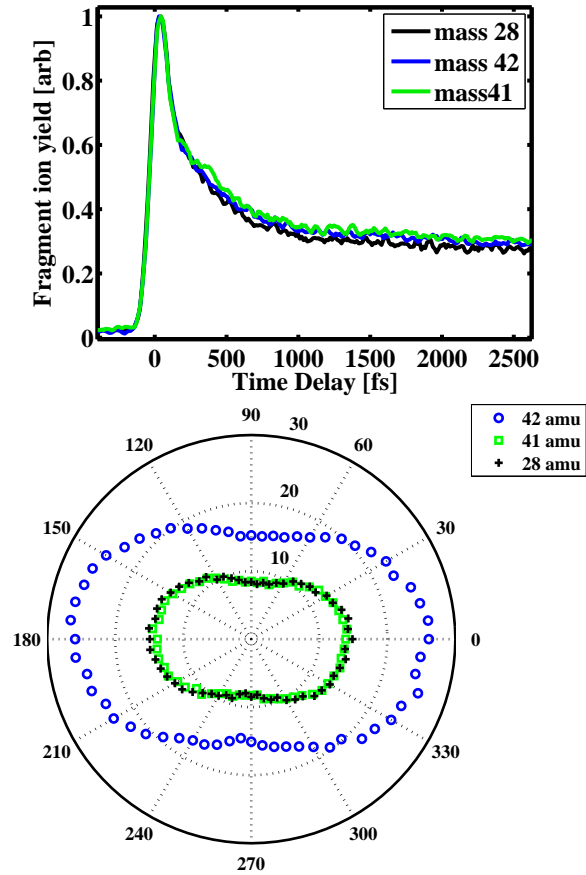 1
0.8
0.6
0.4
0.2
0
Fragment ion yield [arb]
mass 28
mass 42
mass41
0 500 1000 1500 2000 2500
Time Delay [fs]
42 amu
41 amu
28 amu
90
120 30 60
20
150 30
10
180 0
210 330
240 300
270